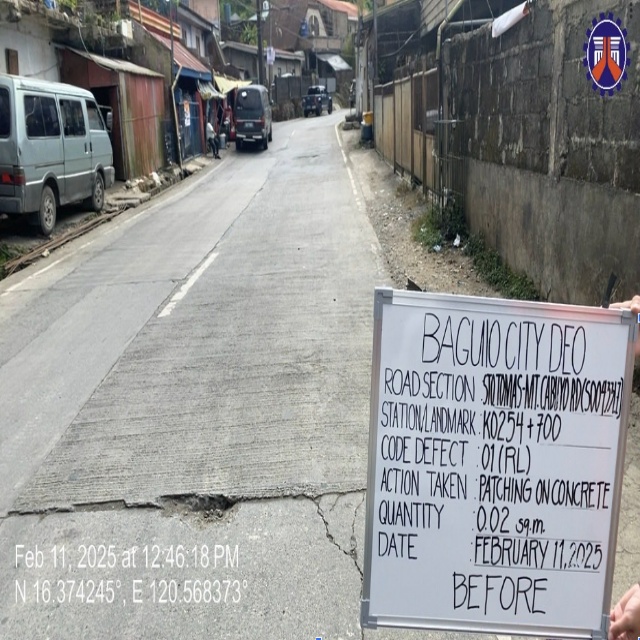 BAGUIO CITY DEO
ROAD SECTION : STO.TOMAS-MT. CABUYO RD
STATION/LANDMARK : K0254+700
CODE DEFECT : 01 (RL)
ACTION TAKEN : PATCHING ON CONCRETE
QUANTITY : 0.02 sq.m.
DATE : FEBRUARY 11, 2025
BEFORE
Feb 11, 2025 at 12:46:18 PM
N 16.374245°, E 120.568373°